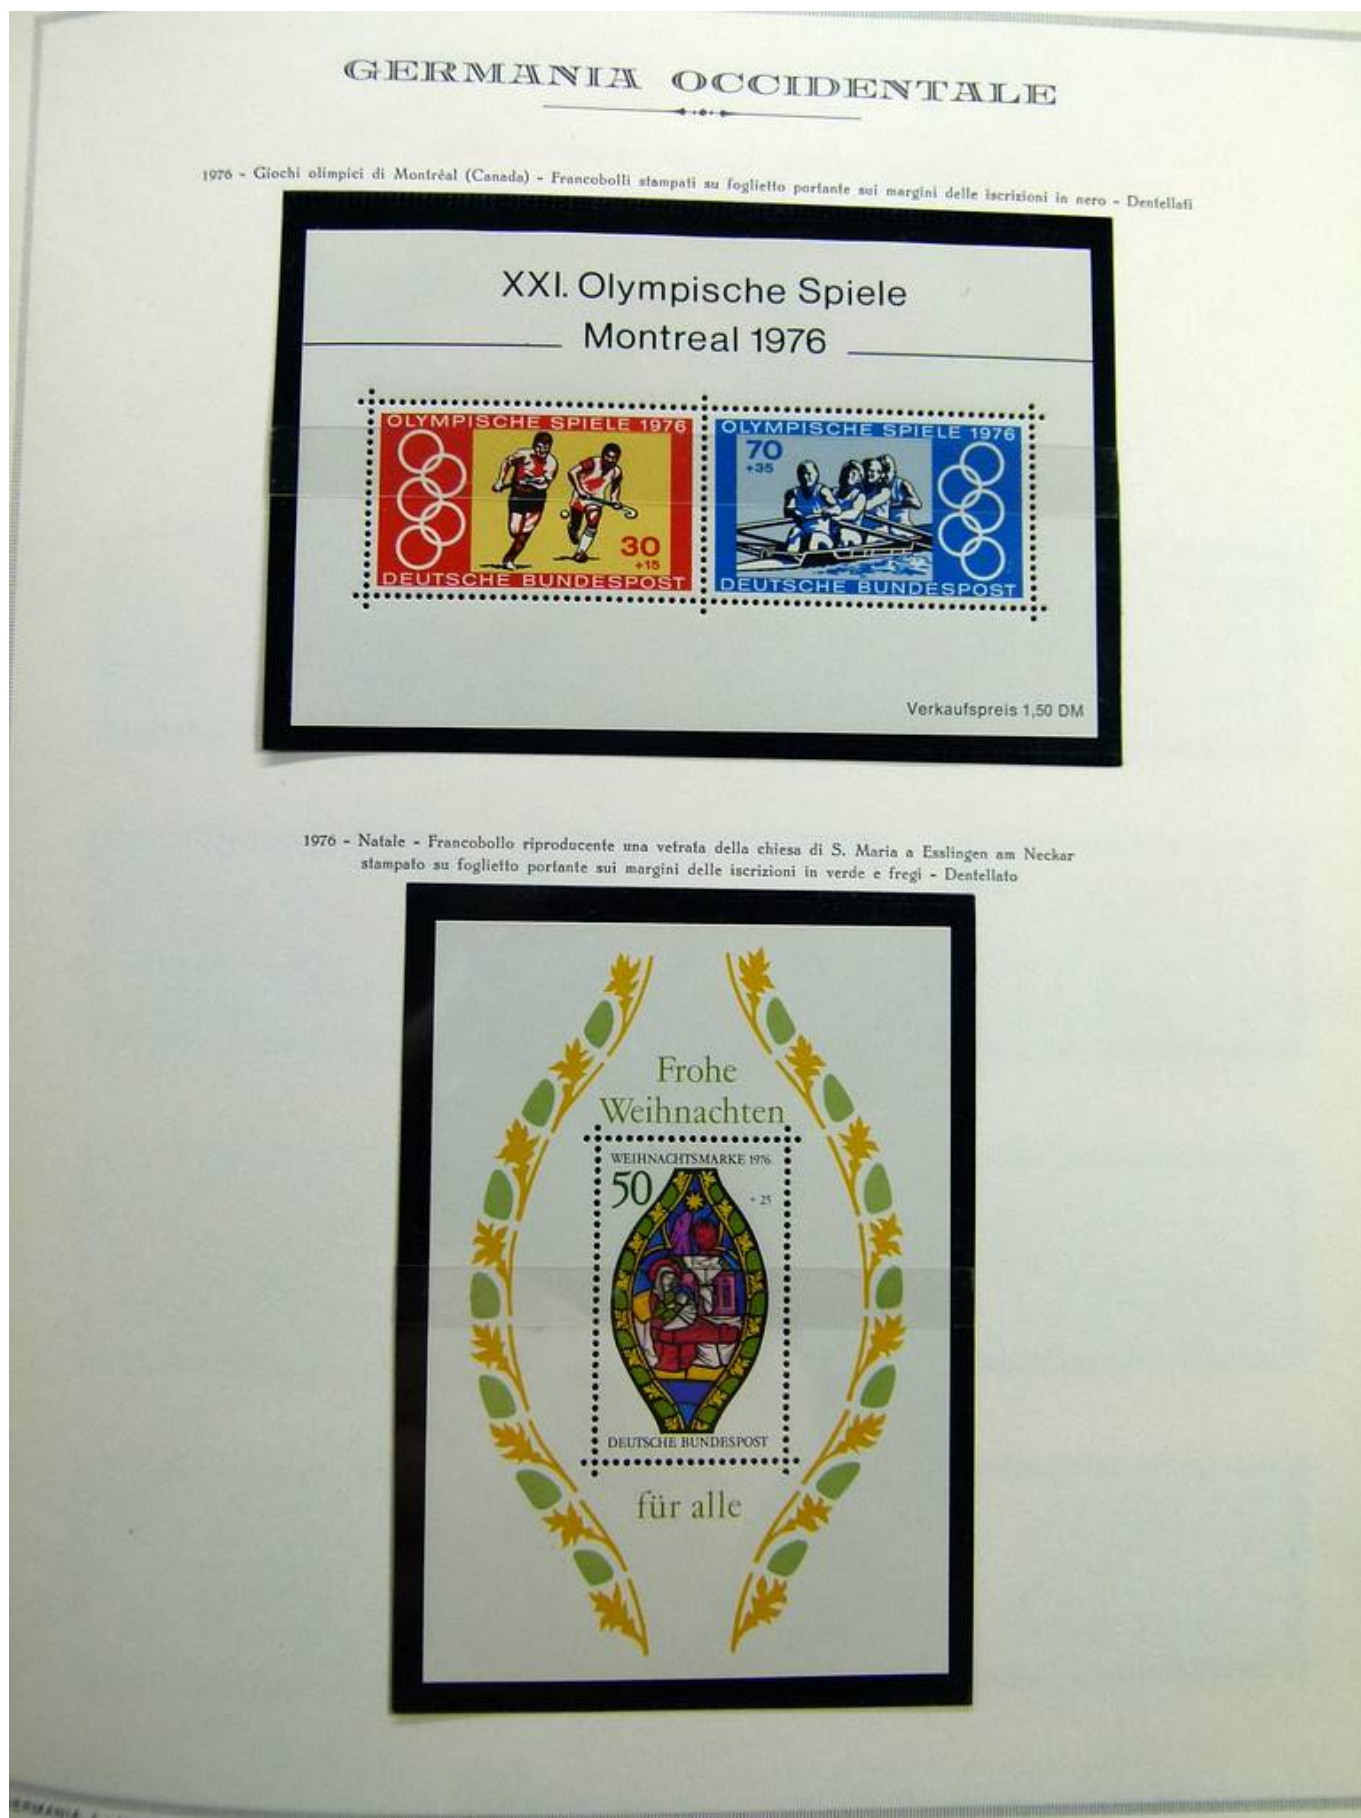 GERMANIA OCCIDENTALE
1976 - Giochi olimpici di Montréal (Canada) - Francobolli stampati su foglietto portante sui margini delle iscrizioni in nero - Dentellati
XXI. Olympische Spiele
Montreal 1976
OLYMPISCHE SPIELE 1976
30
+15
DEUTSCHE BUNDESPOST
OLYMPISCHE SPIELE 1976
70
+35
DEUTSCHE BUNDESPOST
Verkaufspreis 1,50 DM
1976 - Natale - Francobollo riproducente una vetrata della chiesa di S. Maria a Esslingen am Neckar
stampato su foglietto portante sui margini delle iscrizioni in verde e fregi - Dentellato
Frohe
Weihnachten
WEIHNACHTSMARKE 1976
50
+ 25
DEUTSCHE BUNDESPOST
für alle